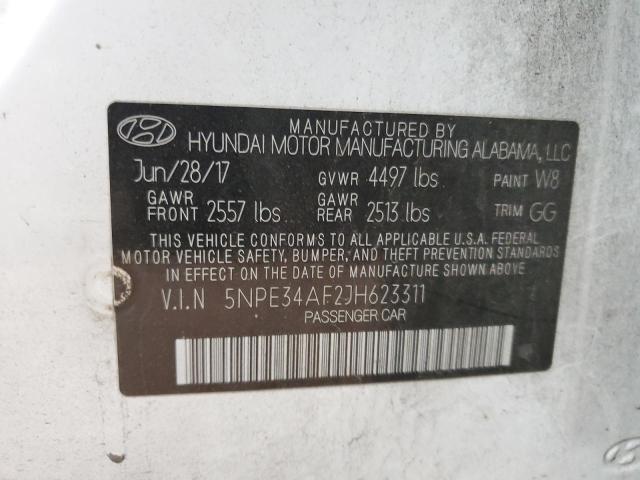 MANUFACTURED BY
HYUNDAI MOTOR MANUFACTURING ALABAMA, LLC
Jun/28/17 GVWR 4497 lbs PAINT W8
GAWR FRONT 2557 lbs GAWR REAR 2513 lbs TRIM GG
THIS VEHICLE CONFORMS TO ALL APPLICABLE U.S.A. FEDERAL
MOTOR VEHICLE SAFETY, BUMPER, AND THEFT PREVENTION STANDARDS
IN EFFECT ON THE DATE OF MANUFACTURE SHOWN ABOVE.
V.I.N 5NPE34AF2JH623311
PASSENGER CAR